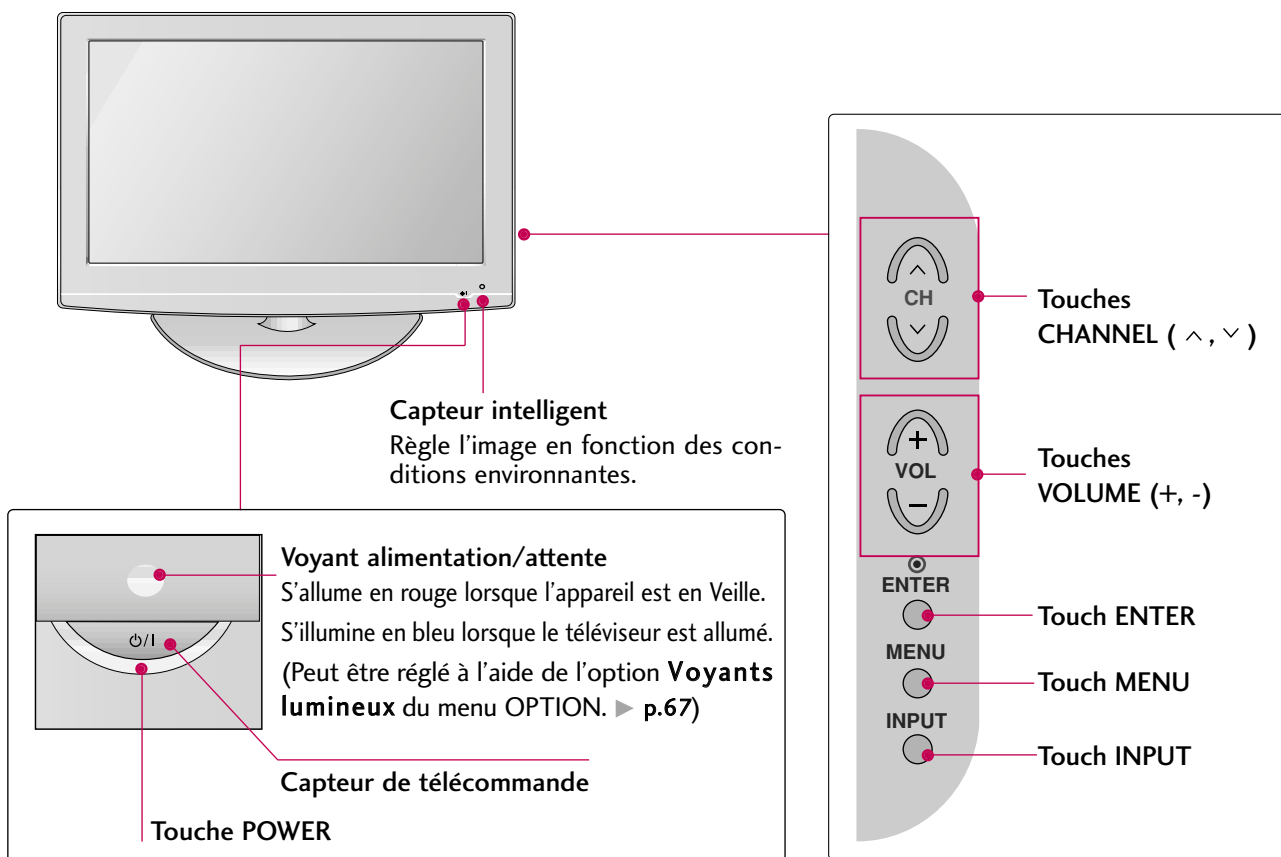 Capteur intelligent
Règle l'image en fonction des con-
ditions environnantes.
Voyant alimentation/attente
S'allume en rouge lorsque l'appareil est en Veille.
S'illumine en bleu lorsque le téléviseur est allumé.
(Peut être réglé à l'aide de l'option Voyants
lumineux du menu OPTION. ► p.67)
⏻/I
Capteur de télécommande
Touche POWER
CH
Touches
CHANNEL ( ︿ , ﹀ )
+
VOL
-
Touches
VOLUME (+, -)
ENTER
Touch ENTER
MENU
Touch MENU
INPUT
Touch INPUT